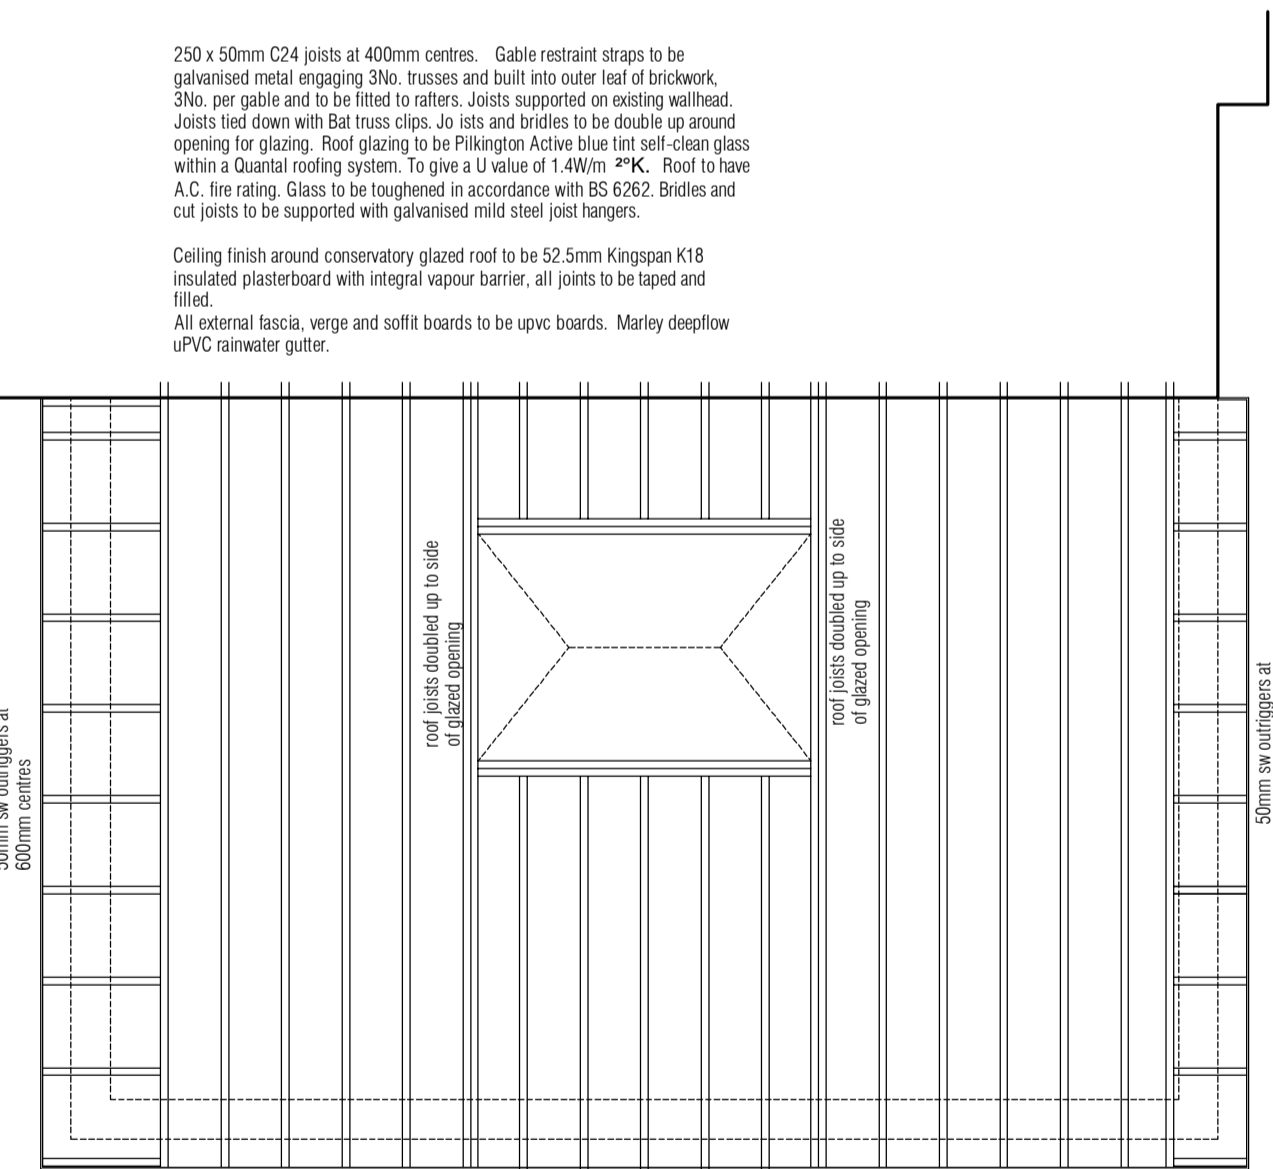 250 x 50mm C24 joists at 400mm centres. Gable restraint straps to be
galvanised metal engaging 3No. trusses and built into outer leaf of brickwork,
3No. per gable and to be fitted to rafters. Joists supported on existing wallhead.
Joists tied down with Bat truss clips. Jo ists and bridles to be double up around
opening for glazing. Roof glazing to be Pilkington Active blue tint self-clean glass
within a Quantal roofing system. To give a U value of 1.4W/m ²°K. Roof to have
A.C. fire rating. Glass to be toughened in accordance with BS 6262. Bridles and
cut joists to be supported with galvanised mild steel joist hangers.
Ceiling finish around conservatory glazed roof to be 52.5mm Kingspan K18
insulated plasterboard with integral vapour barrier, all joints to be taped and
filled.
All external fascia, verge and soffit boards to be upvc boards. Marley deepflow
uPVC rainwater gutter.
roof joists doubled up to side
of glazed opening
roof joists doubled up to side
of glazed opening
50mm sw outriggers at
600mm centres
50mm sw outriggers at